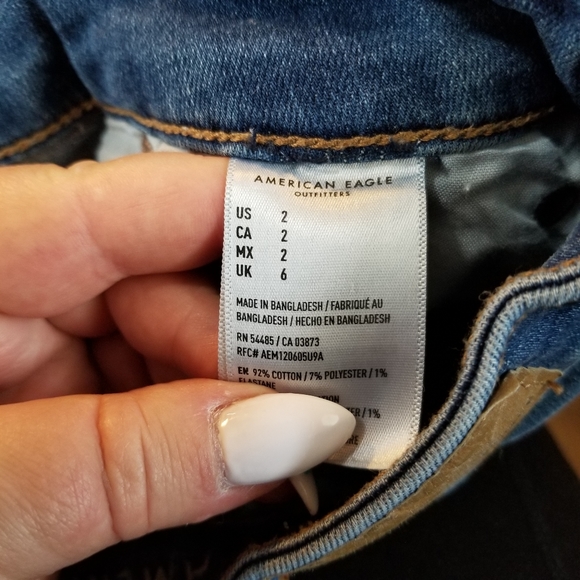 AMERICAN EAGLE
OUTFITTERS
US 2
CA 2
MX 2
UK 6
MADE IN BANGLADESH / FABRIQUÉ AU
BANGLADESH / HECHO EN BANGLADESH
RN 54485 / CA 03873
RFC# AEM120605U9A
EN 92% COTTON / 7% POLYESTER / 1%
ELASTANE
/ 1%